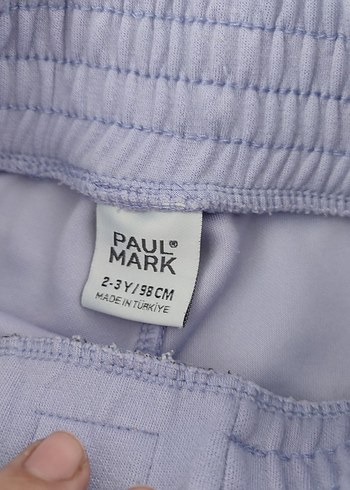 PAUL®
MARK
2-3 Y/98 CM
MADE IN TÜRKİYE